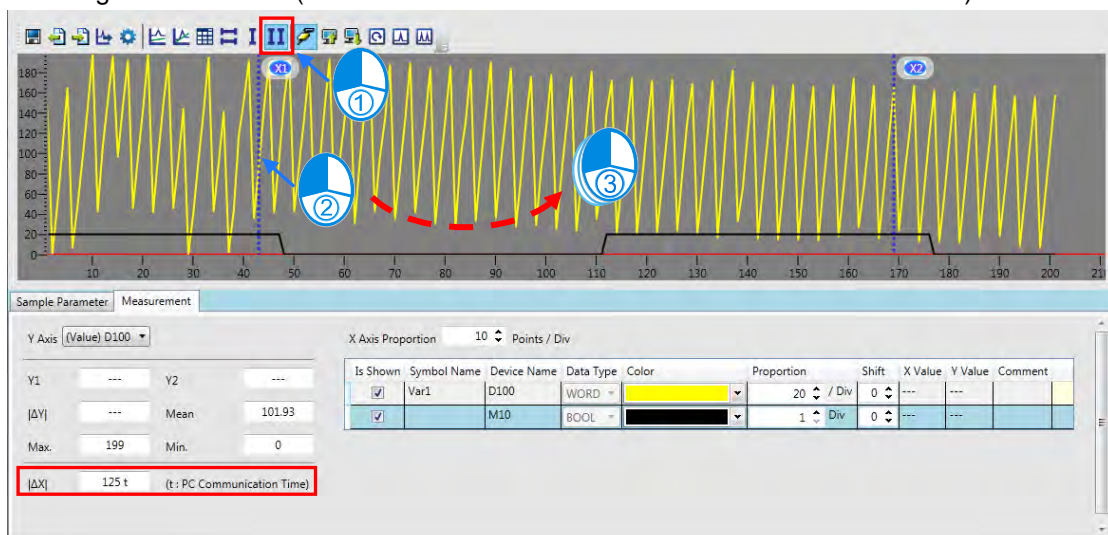 X1
X2
①
②
③
180
160
140
120
100
80
60
40
20
0
10 20 30 40 50 60 70 80 90 100 110 120 130 140 150 160 170 180 190 200 210
Sample Parameter Measurement
Y Axis (Value) D100
X Axis Proportion 10 Points / Div
Y1 --- Y2 ---
|ΔY| --- Mean 101.93
Max. 199 Min. 0
|ΔX| 125 t (t : PC Communication Time)
Is Shown Symbol Name Device Name Data Type Color Proportion Shift X Value Y Value Comment
Var1 D100 WORD 20 / Div 0 --- ---
M10 BOOL 1 Div 0 --- ---